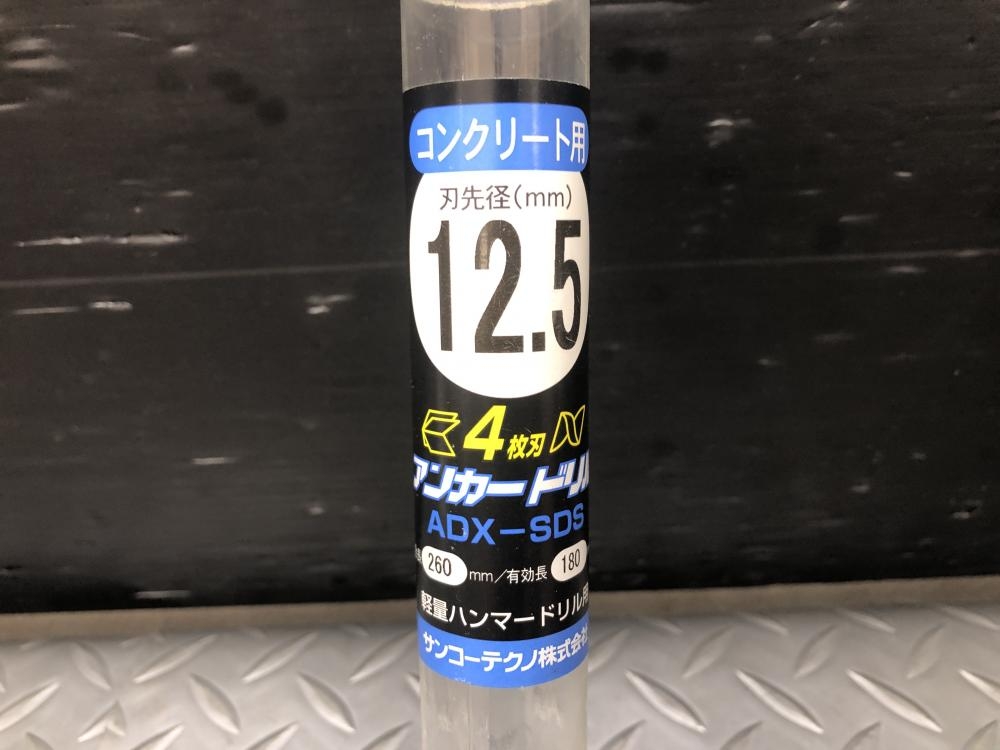 コンクリート用
刃先径(mm)
12.5
4枚刃
アンカードリル
ADX-SDS
260 mm/有効長 180
軽量ハンマードリル用
サンコーテクノ株式会社